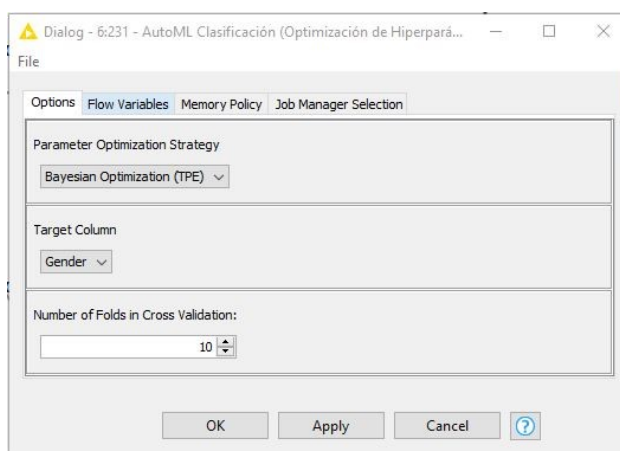 Dialog - 6:231 - AutoML Clasificación (Optimización de Hiperpará...
File
Options Flow Variables Memory Policy Job Manager Selection
Parameter Optimization Strategy
Bayesian Optimization (TPE)
Target Column
Gender
Number of Folds in Cross Validation:
10
OK Apply Cancel ?